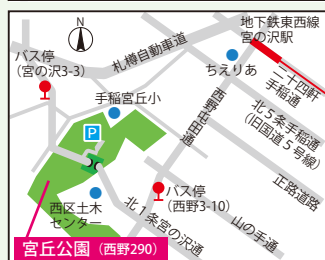 地下鉄東西線
宮の沢駅
N
バス停
(宮の沢3-3)
札樽自動車道
ちえりあ
二十四軒
手稲通
手稲宮丘小
西野屯田通
北5条手稲通
(旧国道5号線)
P
正路道路
バス停
(西野3-10)
西区土木
センター
北1条宮の沢通
山の手通
宮丘公園(西野290)